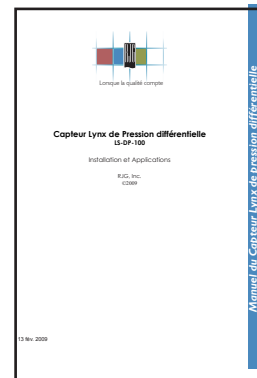 Lorsque la qualité compte
Capteur Lynx de Pression différentielle
LS-DP-100
Installation et Applications
RJG, Inc.
©2009
13 fév. 2008
Manuel du Capteur Lynx de pression différentielle